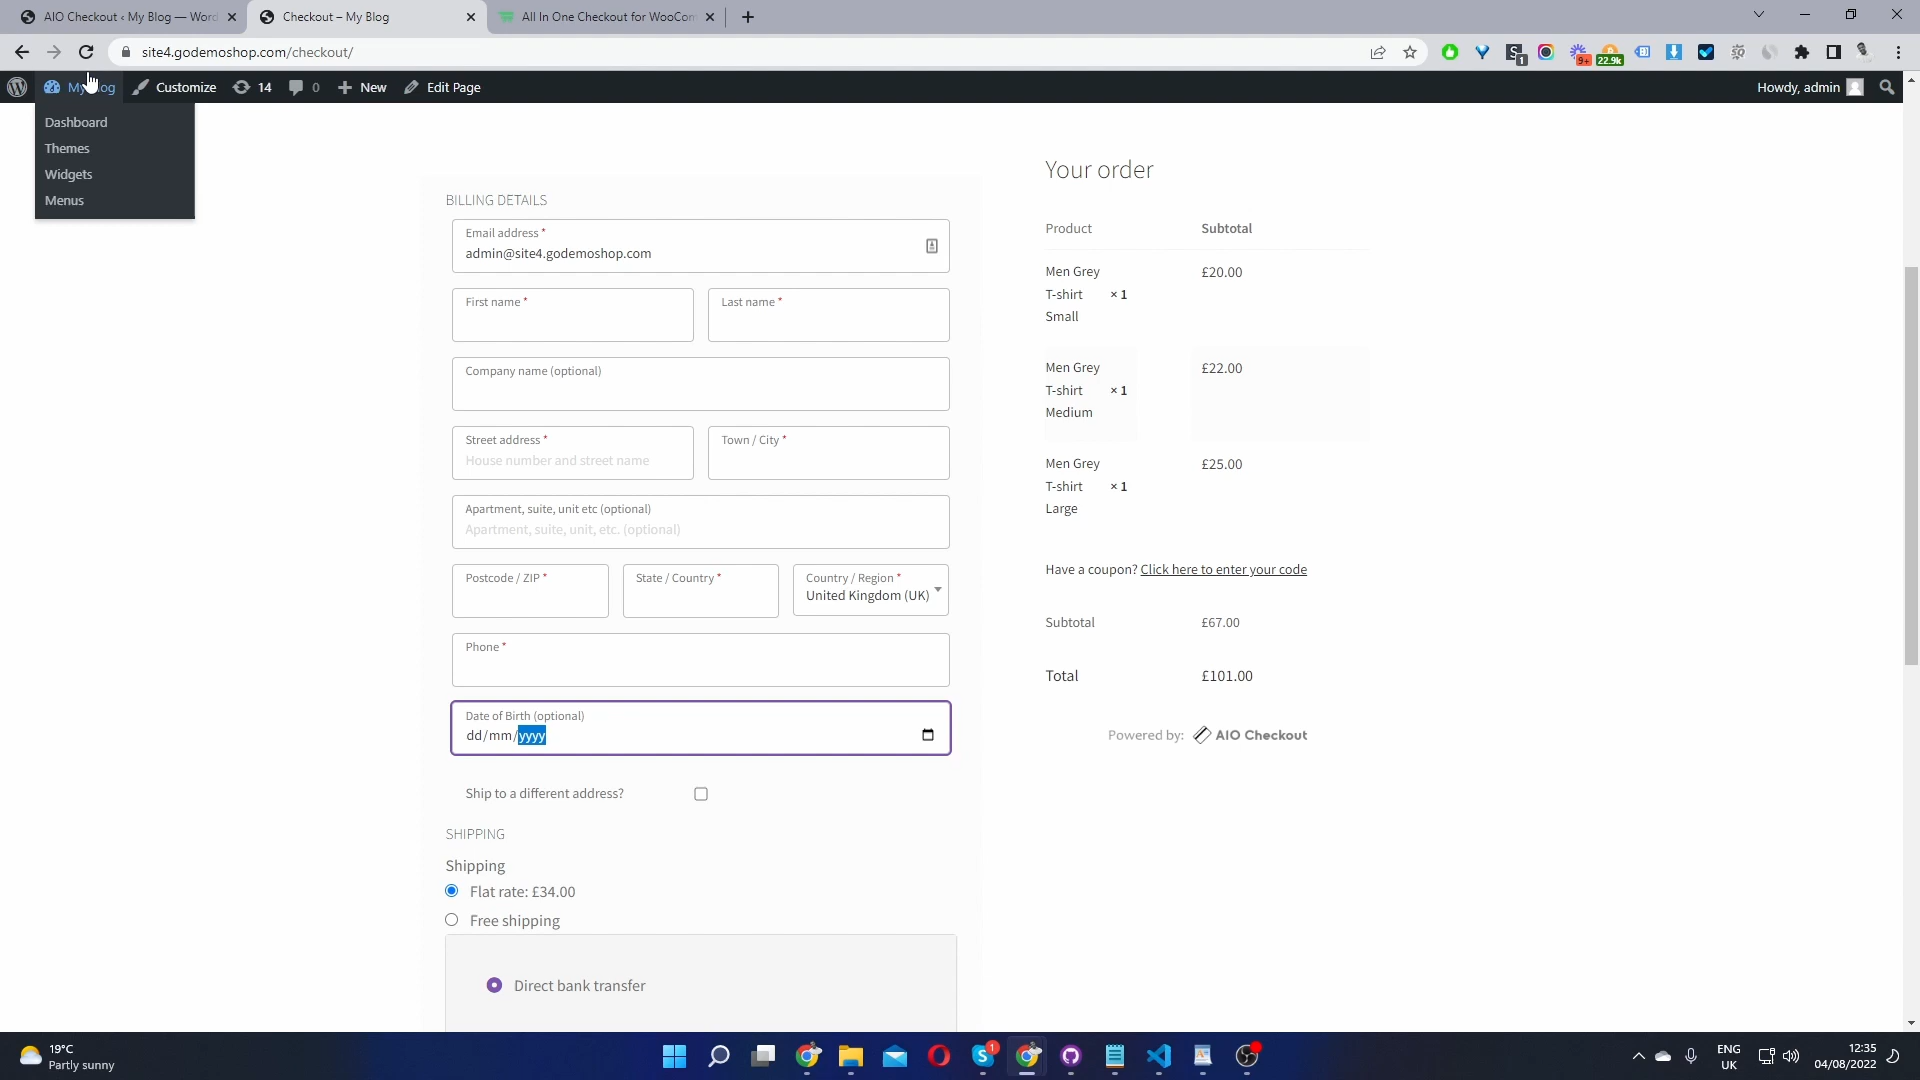 AIO Checkout ‹ My Blog — Word
Checkout – My Blog
All In One Checkout for WooCom
site4.godemoshop.com/checkout/
1
9+
22.9k
My Blog
Customize
14
0
New
Edit Page
Howdy, admin
Dashboard
Themes
Widgets
Menus
BILLING DETAILS
Email address *
admin@site4.godemoshop.com
First name *
Last name *
Company name (optional)
Street address *
House number and street name
Town / City *
Apartment, suite, unit etc (optional)
Apartment, suite, unit, etc. (optional)
Postcode / ZIP *
State / Country *
Country / Region *
United Kingdom (UK)
Phone *
Date of Birth (optional)
dd/mm/yyyy
Ship to a different address?
SHIPPING
Shipping
Flat rate: £34.00
Free shipping
Direct bank transfer
Your order
Product Subtotal
Men Grey
T-shirt × 1
Small
£20.00
Men Grey
T-shirt × 1
Medium
£22.00
Men Grey
T-shirt × 1
Large
£25.00
Have a coupon? Click here to enter your code
Subtotal £67.00
Total £101.00
Powered by: AIO Checkout
19°C
Partly sunny
1
ENG
UK
12:35
04/08/2022